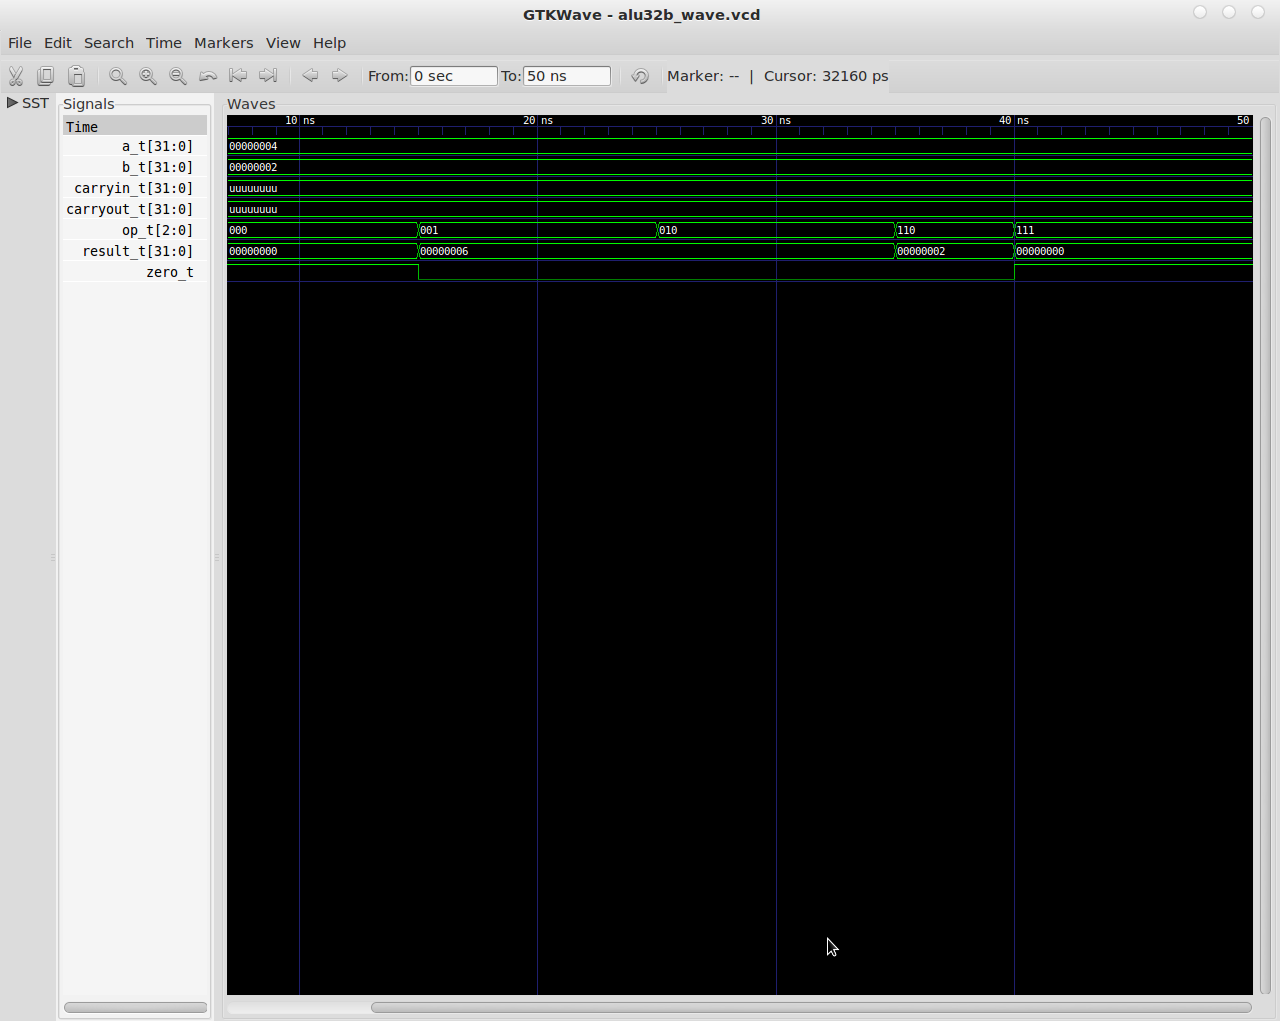 GTKWave - alu32b_wave.vcd
File Edit Search Time Markers View Help
From: 0 sec To: 50 ns Marker: -- | Cursor: 32160 ps
SST Signals Waves
Time 10 ns 20 ns 30 ns 40 ns 50
a_t[31:0] 00000004
b_t[31:0] 00000002
carryin_t[31:0] uuuuuuuu
carryout_t[31:0] uuuuuuuu
op_t[2:0] 000 001 010 110 111
result_t[31:0] 00000000 00000006 00000002 00000000
zero_t